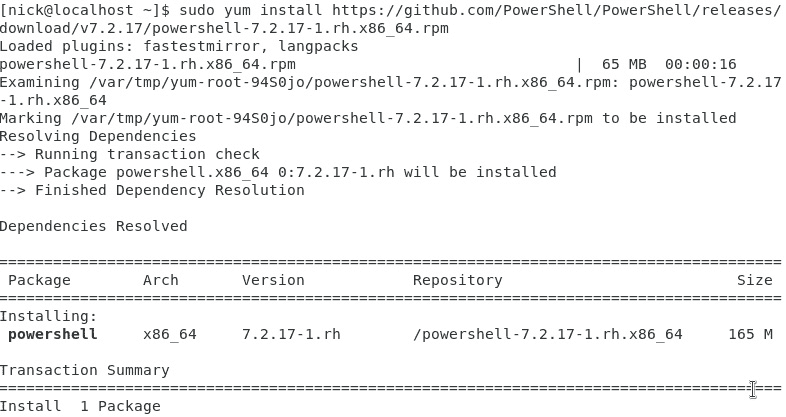 [nick@localhost ~]$ sudo yum install https://github.com/PowerShell/PowerShell/releases/
download/v7.2.17/powershell-7.2.17-1.rh.x86_64.rpm
Loaded plugins: fastestmirror, langpacks
powershell-7.2.17-1.rh.x86_64.rpm                               |  65 MB  00:00:16
Examining /var/tmp/yum-root-94S0jo/powershell-7.2.17-1.rh.x86_64.rpm: powershell-7.2.17
-1.rh.x86_64
Marking /var/tmp/yum-root-94S0jo/powershell-7.2.17-1.rh.x86_64.rpm to be installed
Resolving Dependencies
--> Running transaction check
---> Package powershell.x86_64 0:7.2.17-1.rh will be installed
--> Finished Dependency Resolution

Dependencies Resolved

=======================================================================================
 Package        Arch       Version            Repository                          Size
=======================================================================================
Installing:
 powershell     x86_64     7.2.17-1.rh        /powershell-7.2.17-1.rh.x86_64     165 M

Transaction Summary
=======================================================================================
Install  1 Package